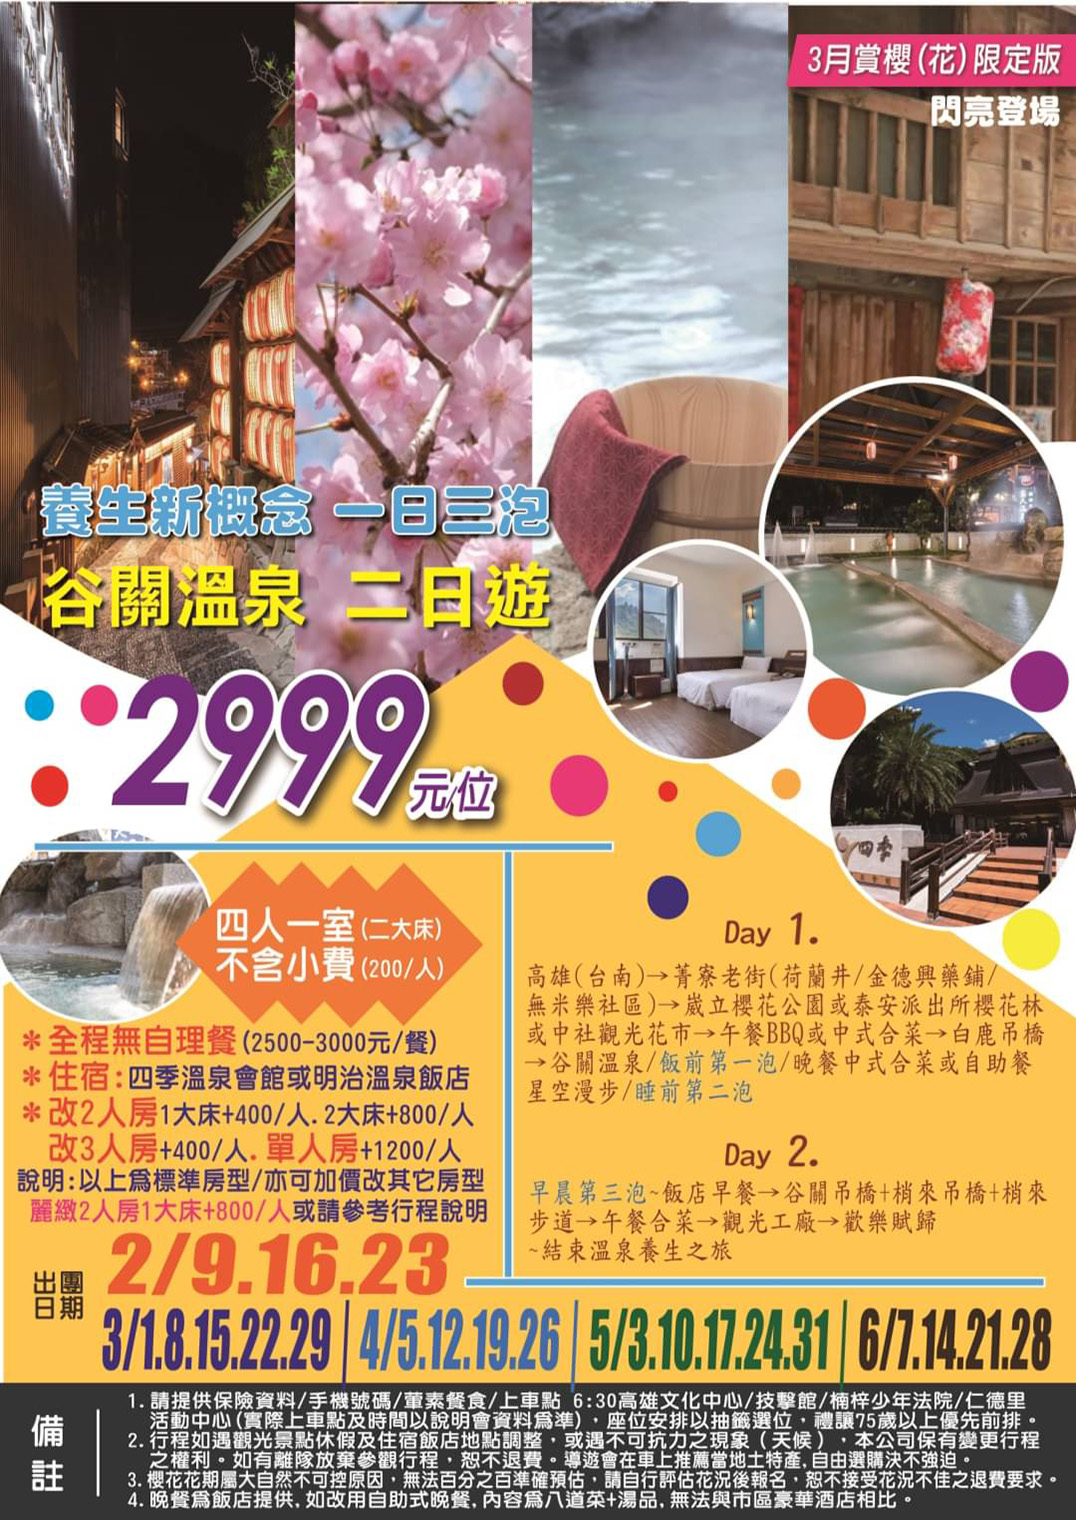 3月賞櫻(花)限定版
閃亮登場
養生新概念 一日三泡
谷關溫泉 二日遊
2999元/位
四季
四人一室(二大床)
不含小費(200/人)
＊全程無自理餐(2500-3000元/餐)
＊住宿:四季溫泉會館或明治溫泉飯店
＊改2人房1大床+400/人.2大床+800/人
改3人房+400/人.單人房+1200/人
說明:以上為標準房型/亦可加價改其它房型
麗緻2人房1大床+800/人或請參考行程說明
Day 1.
高雄(台南)→菁寮老街(荷蘭井/金德興藥鋪/
無米樂社區)→崴立櫻花公園或泰安派出所櫻花林
或中社觀光花市→午餐BBQ或中式合菜→白鹿吊橋
→谷關溫泉/飯前第一泡/晚餐中式合菜或自助餐
星空漫步/睡前第二泡
Day 2.
早晨第三泡~飯店早餐→谷關吊橋+梢來吊橋+梢來
步道→午餐合菜→觀光工廠→歡樂賦歸
~結束溫泉養生之旅
出團
日期
2/9.16.23
3/1.8.15.22.29 4/5.12.19.26 5/3.10.17.24.31 6/7.14.21.28
備註
1.請提供保險資料/手機號碼/葷素餐食/上車點 6:30高雄文化中心/技擊館/楠梓少年法院/仁德里
活動中心(實際上車點及時間以說明會資料為準)，座位安排以抽籤選位，禮讓75歲以上優先前排。
2.行程如遇觀光景點休假及住宿飯店地點調整，或遇不可抗力之現象（天候），本公司保有變更行程
之權利。如有離隊放棄參觀行程，恕不退費。導遊會在車上推薦當地土特產,自由選購決不強迫。
3.櫻花花期屬大自然不可控原因，無法百分之百準確預估，請自行評估花況後報名，恕不接受花況不佳之退費要求。
4.晚餐為飯店提供,如改用自助式晚餐,內容為八道菜+湯品,無法與市區豪華酒店相比。